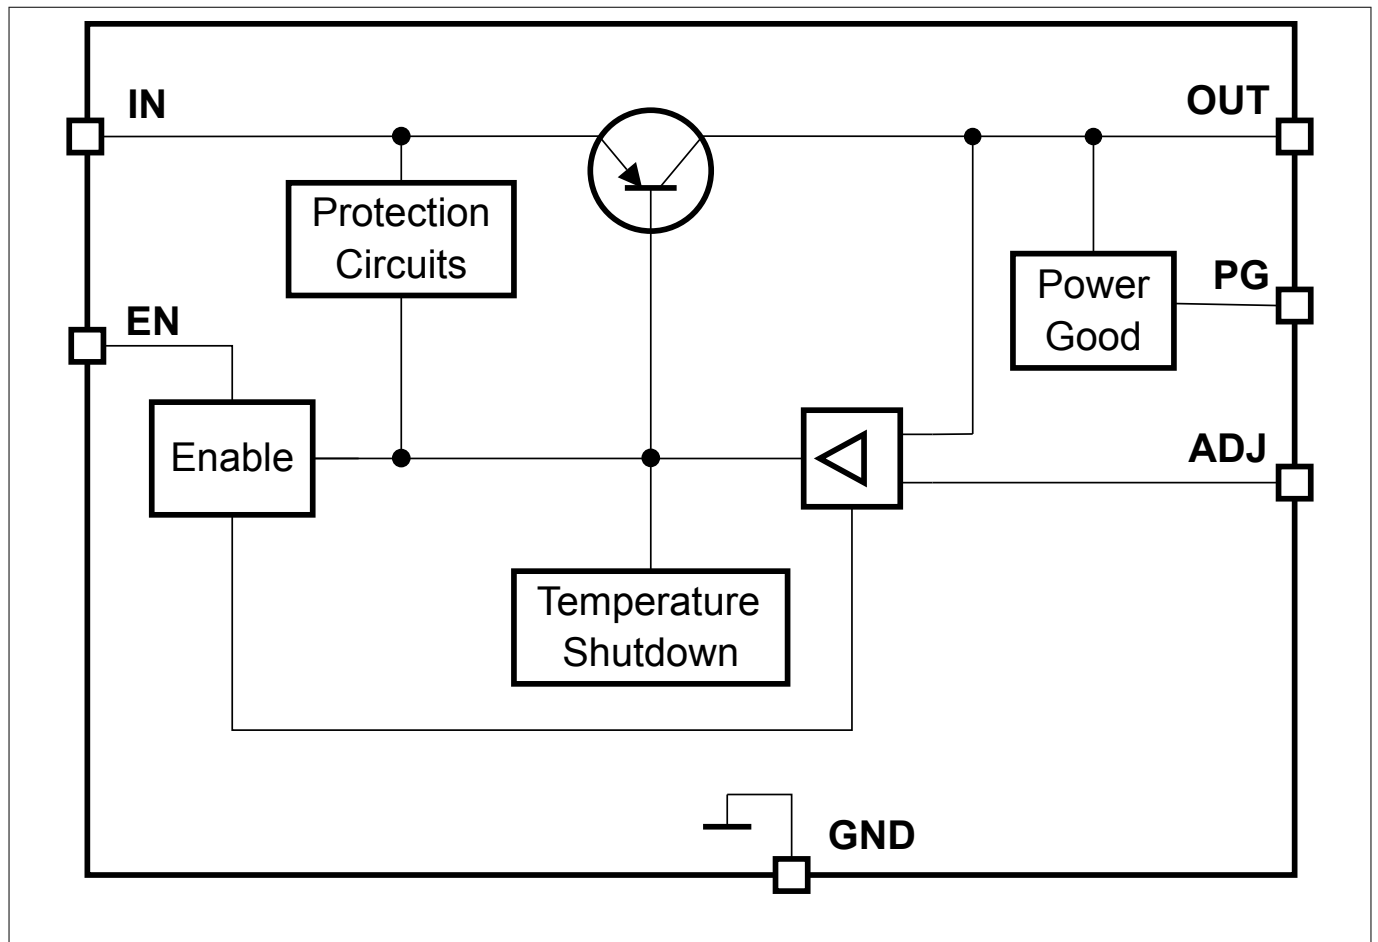 IN
OUT
Protection
Circuits
Power
Good
PG
EN
Enable
ADJ
Temperature
Shutdown
GND